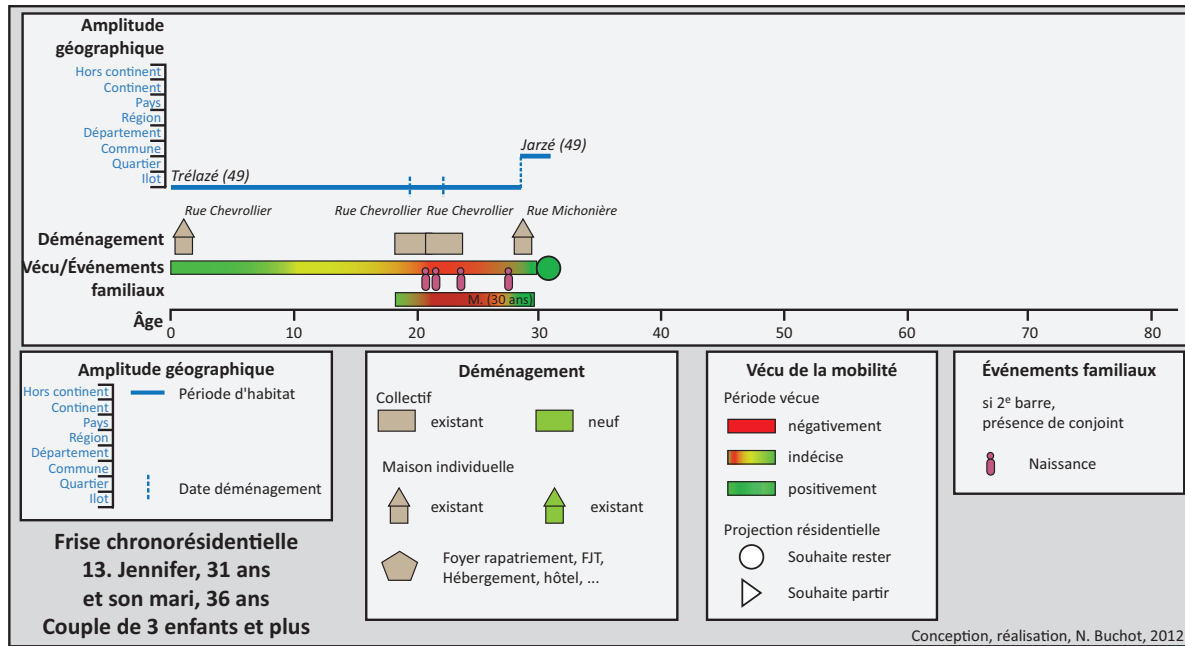 Amplitude
géographique
Hors continent
Continent
Pays
Région
Département
Commune
Quartier
Ilot
Trélazé (49)
Jarzé (49)
Rue Chevrollier
Rue Chevrollier
Rue Chevrollier
Rue Michonière
Déménagement
Vécu/Événements
familiaux
M. (30 ans)
Âge
0 10 20 30 40 50 60 70 80
Amplitude géographique
Hors continent
Continent
Pays
Région
Département
Commune
Quartier
Ilot
Période d'habitat
Date déménagement
Frise chronorésidentielle
13. Jennifer, 31 ans
et son mari, 36 ans
Couple de 3 enfants et plus
Déménagement
Collectif
existant
neuf
Maison individuelle
existant
existant
Foyer rapatriement, FJT,
Hébergement, hôtel, ...
Vécu de la mobilité
Période vécue
négativement
indécise
positivement
Projection résidentielle
Souhaite rester
Souhaite partir
Événements familiaux
si 2e barre,
présence de conjoint
Naissance
Conception, réalisation, N. Buchot, 2012